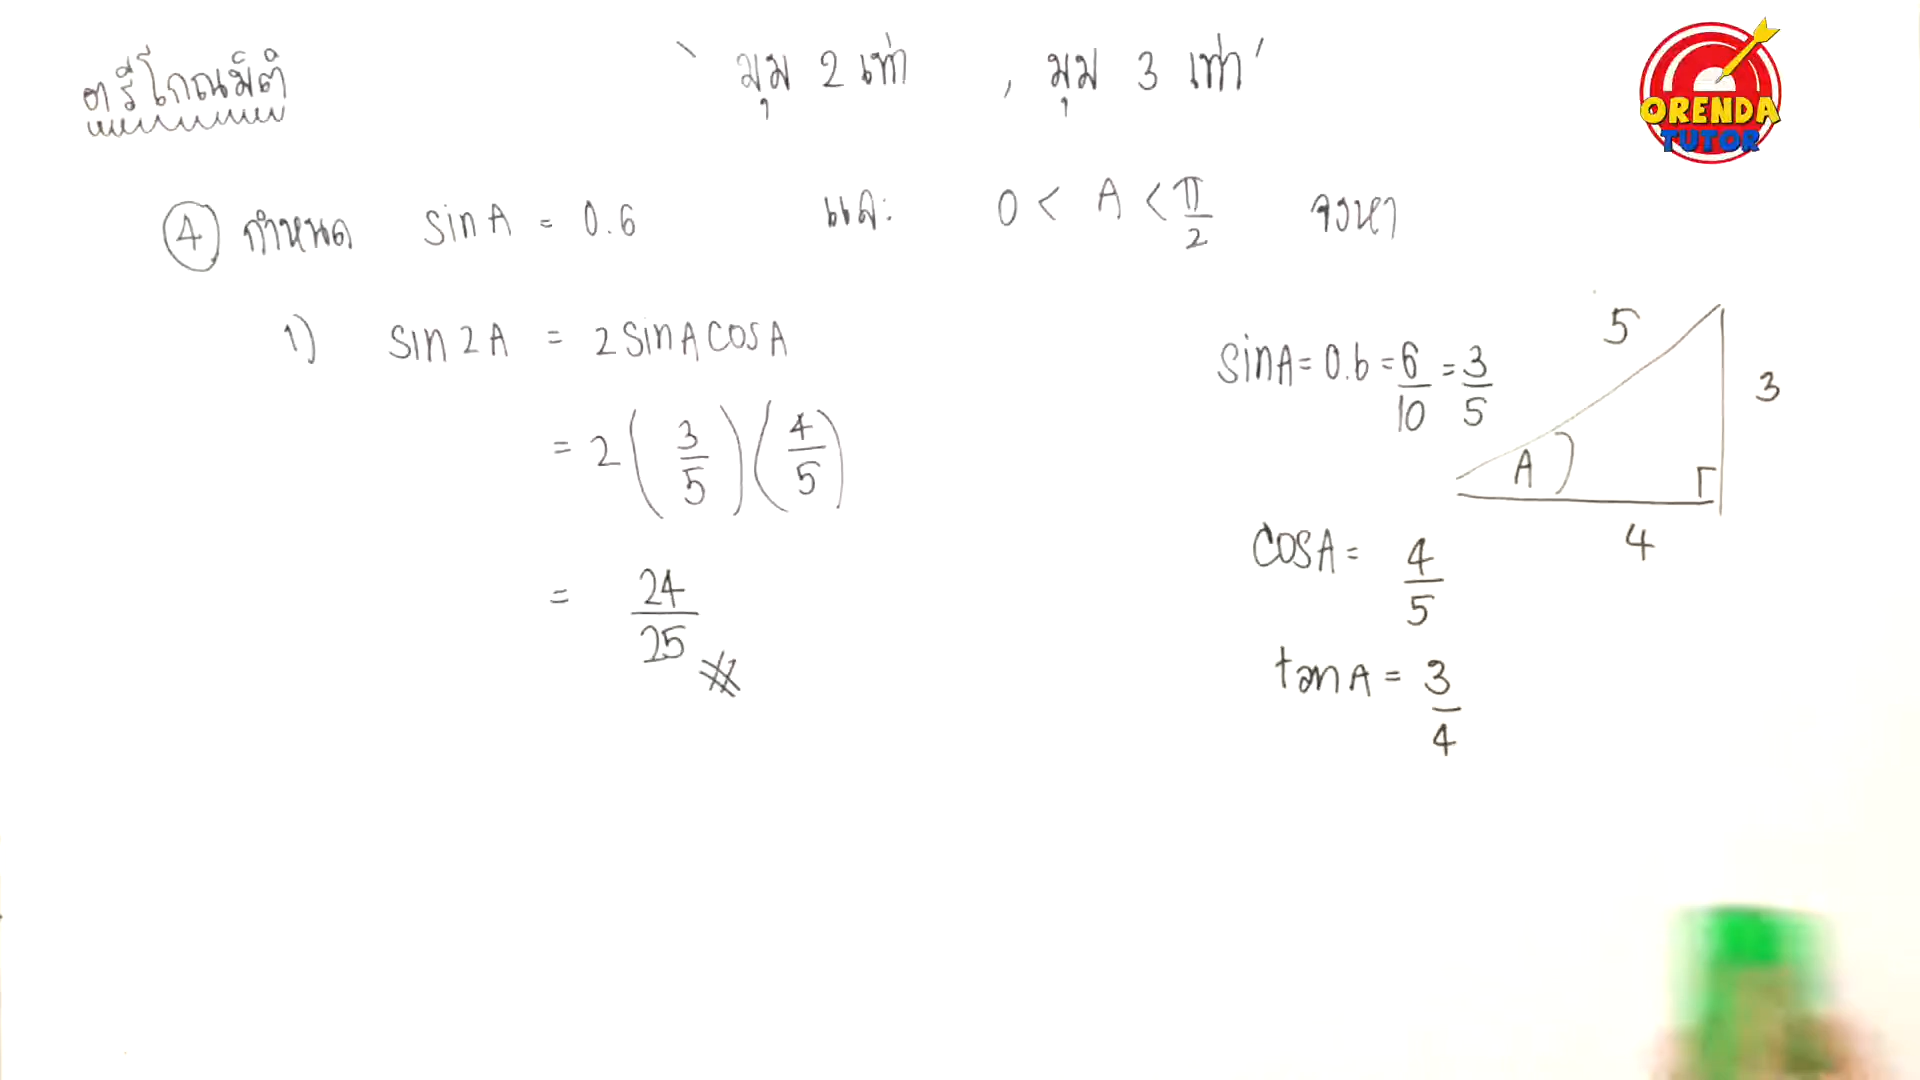 ตรีโกณมิติ
` มุม 2 เท่า , มุม 3 เท่า '
ORENDA
TUTOR
④ กำหนด sin A = 0.6 และ 0 < A < π/2 จงหา
1) sin 2A = 2 sin A cos A
= 2 (3/5) (4/5)
= 24/25
sin A = 0.6 = 6/10 = 3/5
5
3
A
4
cos A = 4/5
tan A = 3/4